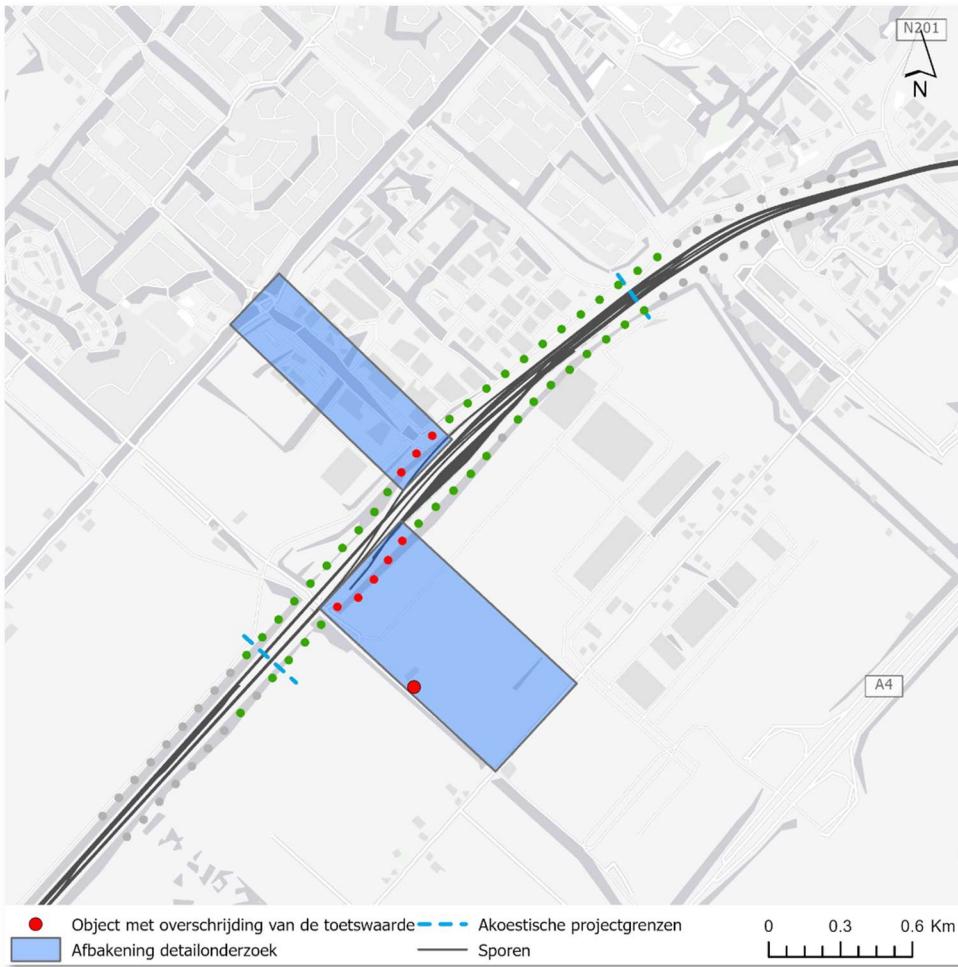 N201
N
A4
Object met overschrijding van de toetswaarde
Akoestische projectgrenzen
Afbakening detailonderzoek
Sporen
0 0.3 0.6 Km